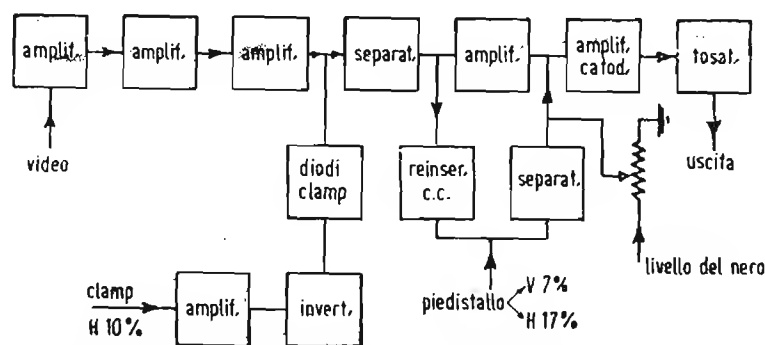 amplif.
amplif.
amplif.
separat.
amplif.
amplif.
catod.
tosat.
video
diodi
clamp
reinser.
c.c.
separat.
uscita
livello del nero
clamp
H 10%
amplif.
invert.
piedistallo
V 7%
H 17%